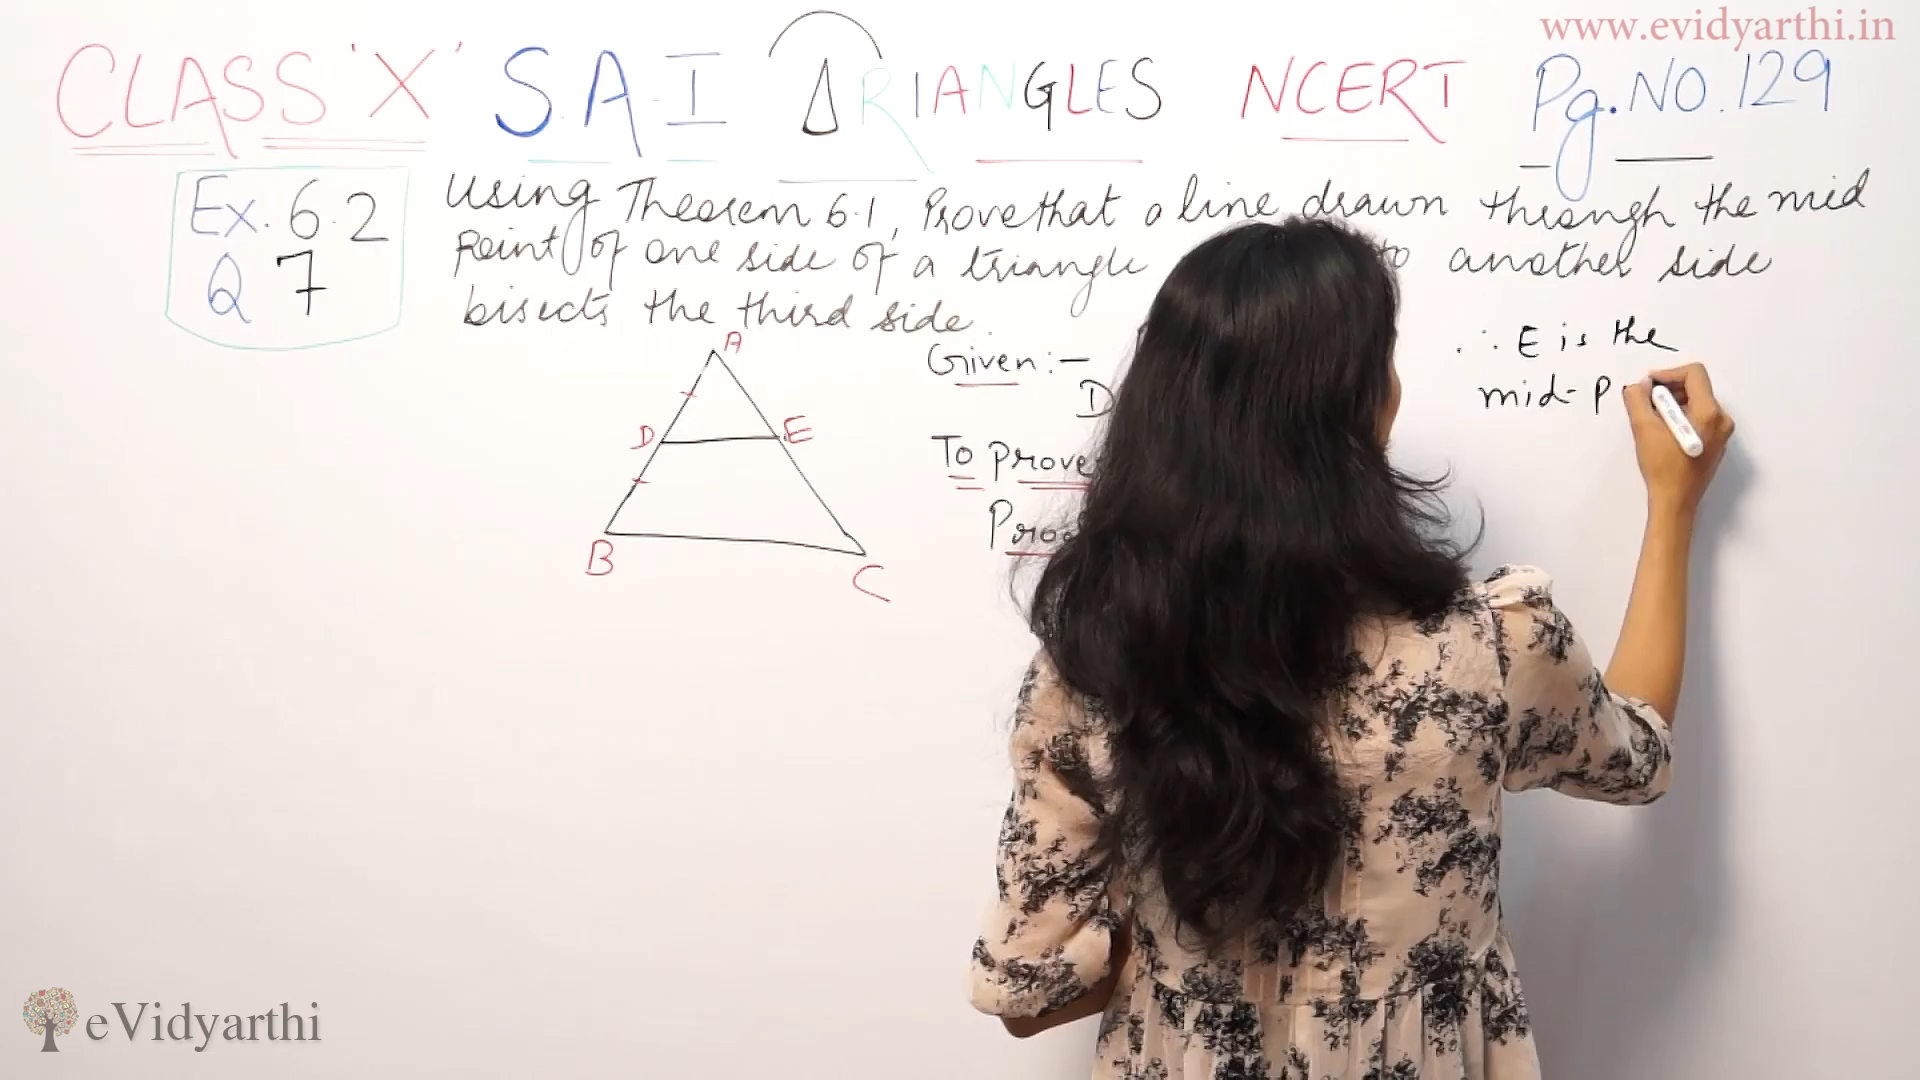 www.evidyarthi.in
CLASS 'X' S.A-I TRIANGLES NCERT Pg.NO.129
Ex. 6.2
Q 7
Using Theorem 6.1, Prove that a line drawn through the mid
Point of one side of a triangle to another side
bisects the third side.
A
D
E
B
C
Given:-
D
To prove
Proo
∴ E is the
mid-P
eVidyarthi